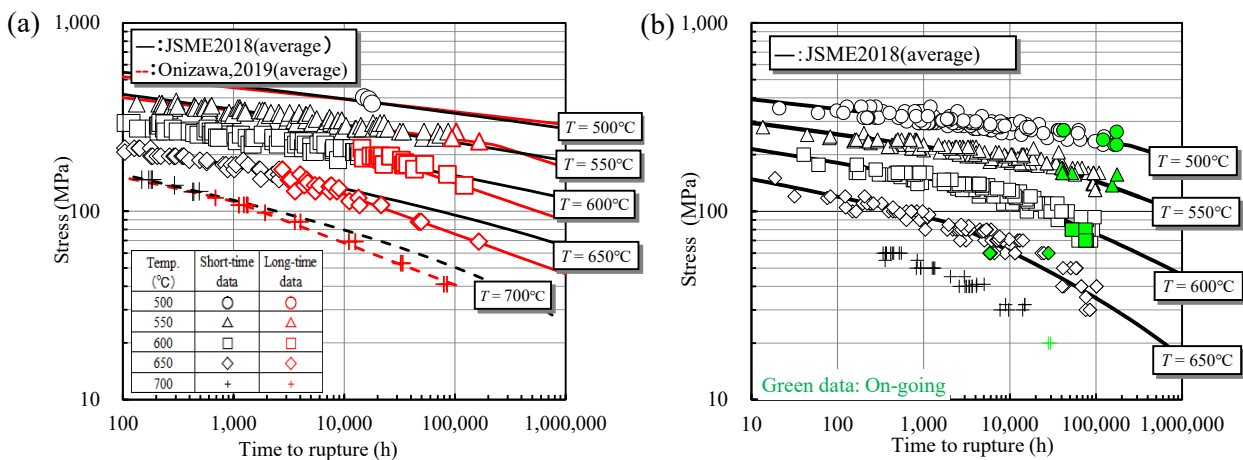 (a)
1,000
100
10
Stress (MPa)
—:JSME2018(average)
--:Onizawa,2019(average)
T = 500℃
T = 550℃
T = 600℃
T = 650℃
T = 700℃
Temp. (℃) Short-time data Long-time data
500
550
600
650
700
100 1,000 10,000 100,000 1,000,000
Time to rupture (h)
(b)
1,000
100
10
Stress (MPa)
—:JSME2018(average)
T = 500℃
T = 550℃
T = 600℃
T = 650℃
Green data: On-going
10 100 1,000 10,000 100,000 1,000,000
Time to rupture (h)